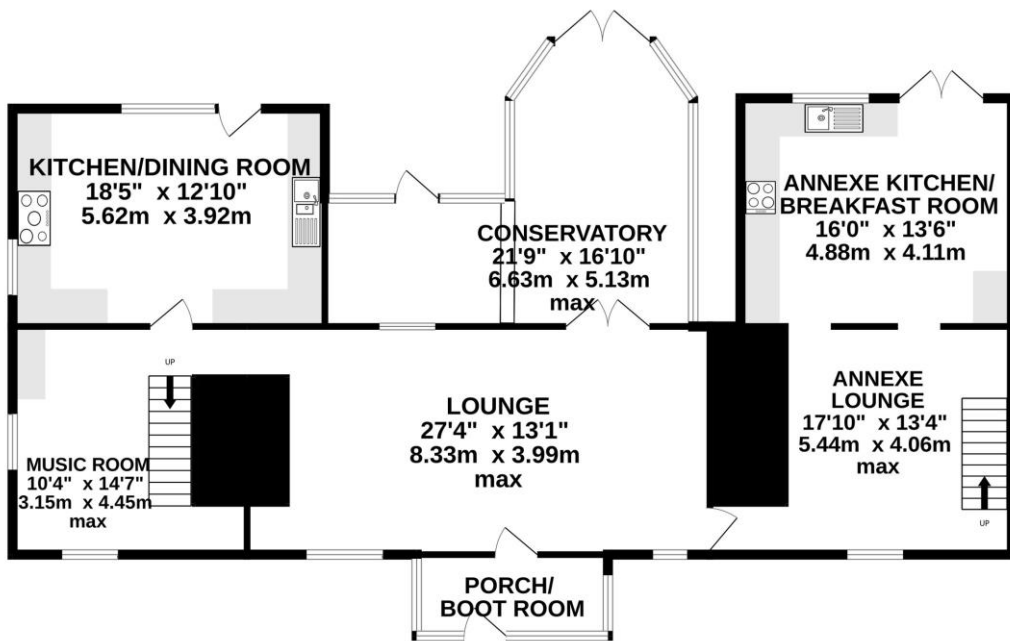 KITCHEN/DINING ROOM
18'5" x 12'10"
5.62m x 3.92m
CONSERVATORY
21'9" x 16'10"
6.63m x 5.13m
max
ANNEXE KITCHEN/
BREAKFAST ROOM
16'0" x 13'6"
4.88m x 4.11m
UP
MUSIC ROOM
10'4" x 14'7"
3.15m x 4.45m
max
LOUNGE
27'4" x 13'1"
8.33m x 3.99m
max
ANNEXE
LOUNGE
17'10" x 13'4"
5.44m x 4.06m
max
UP
PORCH/
BOOT ROOM